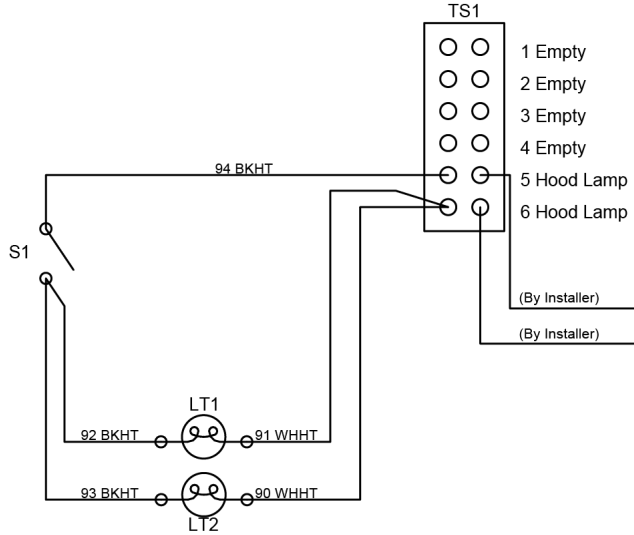 TS1
1 Empty
2 Empty
3 Empty
4 Empty
94 BKHT
5 Hood Lamp
6 Hood Lamp
S1
(By Installer)
(By Installer)
LT1
92 BKHT
91 WHHT
93 BKHT
90 WHHT
LT2